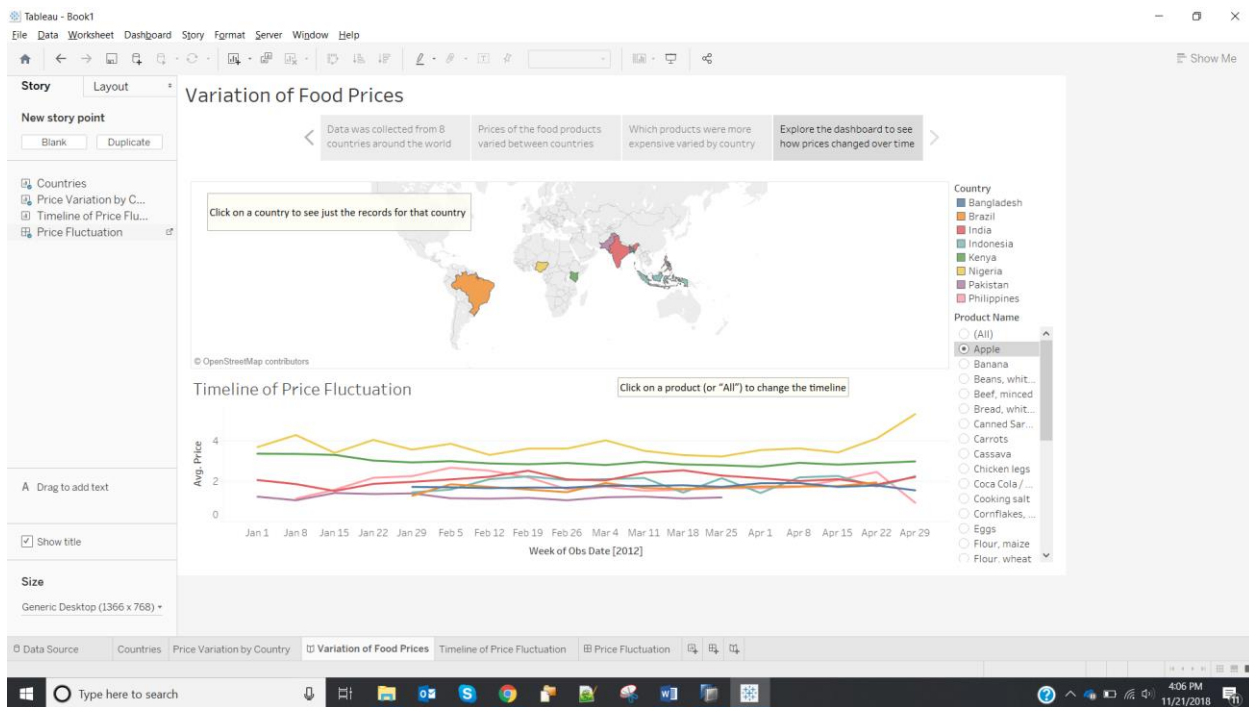 Tableau - Book1
File Data Worksheet Dashboard Story Format Server Window Help
Show Me
Story Layout
New story point
Blank Duplicate
Countries
Price Variation by C...
Timeline of Price Flu...
Price Fluctuation
A Drag to add text
Show title
Size
Generic Desktop (1366 x 768)
Variation of Food Prices
Data was collected from 8
countries around the world
Prices of the food products
varied between countries
Which products were more
expensive varied by country
Explore the dashboard to see
how prices changed over time
Click on a country to see just the records for that country
© OpenStreetMap contributors
Country
Bangladesh
Brazil
India
Indonesia
Kenya
Nigeria
Pakistan
Philippines
Product Name
(All)
Apple
Banana
Beans, whit...
Beef, minced
Bread, whit...
Canned Sar...
Carrots
Cassava
Chicken legs
Coca Cola / ...
Cooking salt
Cornflakes, ...
Eggs
Flour, maize
Flour, wheat
Timeline of Price Fluctuation
Click on a product (or “All”) to change the timeline
Avg. Price
4
2
0
Jan 1 Jan 8 Jan 15 Jan 22 Jan 29 Feb 5 Feb 12 Feb 19 Feb 26 Mar 4 Mar 11 Mar 18 Mar 25 Apr 1 Apr 8 Apr 15 Apr 22 Apr 29
Week of Obs Date [2012]
Data Source Countries Price Variation by Country Variation of Food Prices Timeline of Price Fluctuation Price Fluctuation
Type here to search
4:06 PM
11/21/2018